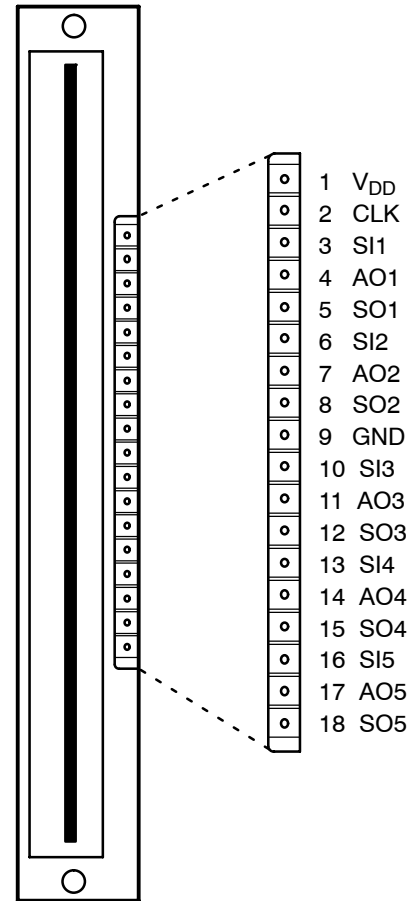 1 VDD
2 CLK
3 SI1
4 AO1
5 SO1
6 SI2
7 AO2
8 SO2
9 GND
10 SI3
11 AO3
12 SO3
13 SI4
14 AO4
15 SO4
16 SI5
17 AO5
18 SO5